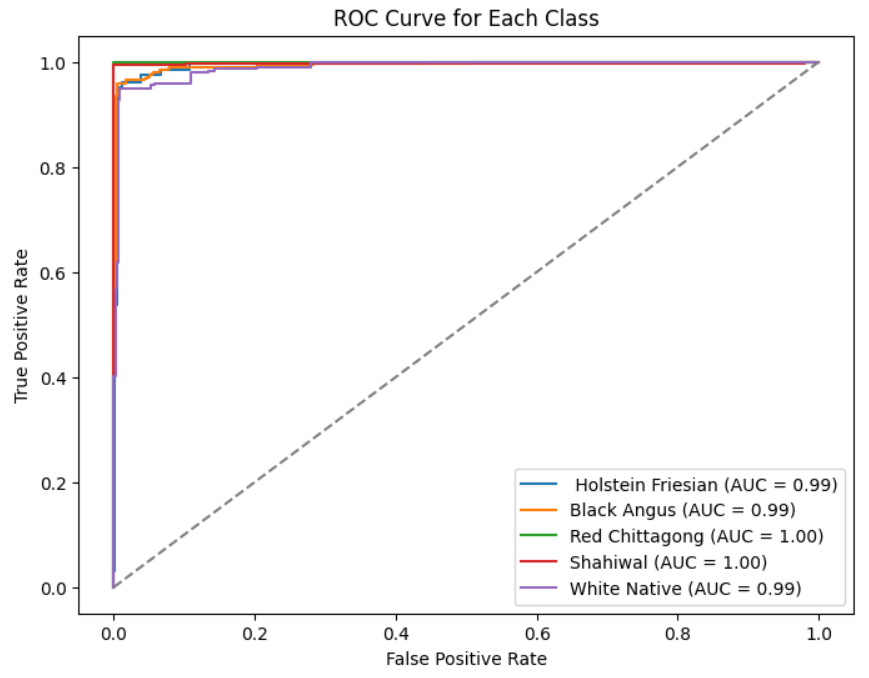 ROC Curve for Each Class
True Positive Rate
1.0
0.8
0.6
0.4
0.2
0.0
Holstein Friesian (AUC = 0.99)
Black Angus (AUC = 0.99)
Red Chittagong (AUC = 1.00)
Shahiwal (AUC = 1.00)
White Native (AUC = 0.99)
0.0 0.2 0.4 0.6 0.8 1.0
False Positive Rate